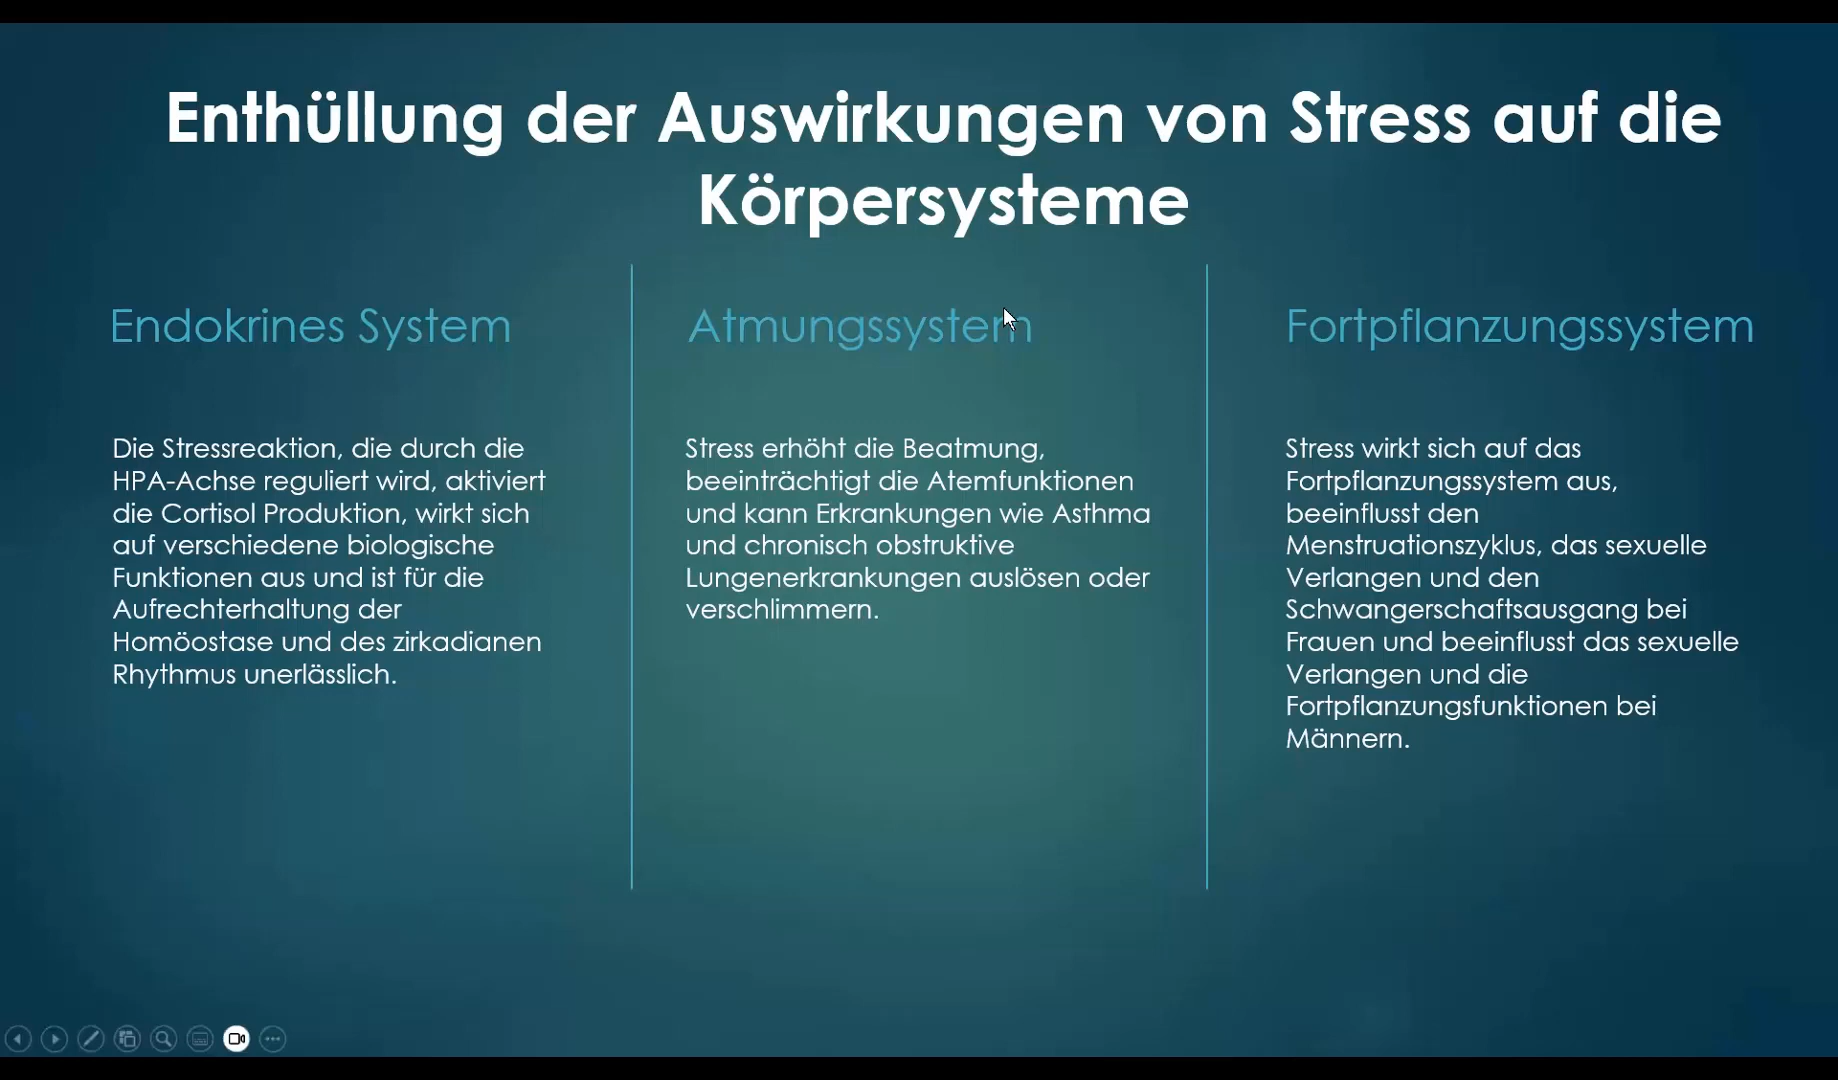 Enthüllung der Auswirkungen von Stress auf die
Körpersysteme
Endokrines System
Die Stressreaktion, die durch die
HPA-Achse reguliert wird, aktiviert
die Cortisol Produktion, wirkt sich
auf verschiedene biologische
Funktionen aus und ist für die
Aufrechterhaltung der
Homöostase und des zirkadianen
Rhythmus unerlässlich.
Atmungssystem
Stress erhöht die Beatmung,
beeinträchtigt die Atemfunktionen
und kann Erkrankungen wie Asthma
und chronisch obstruktive
Lungenerkrankungen auslösen oder
verschlimmern.
Fortpflanzungssystem
Stress wirkt sich auf das
Fortpflanzungssystem aus,
beeinflusst den
Menstruationszyklus, das sexuelle
Verlangen und den
Schwangerschaftsausgang bei
Frauen und beeinflusst das sexuelle
Verlangen und die
Fortpflanzungsfunktionen bei
Männern.